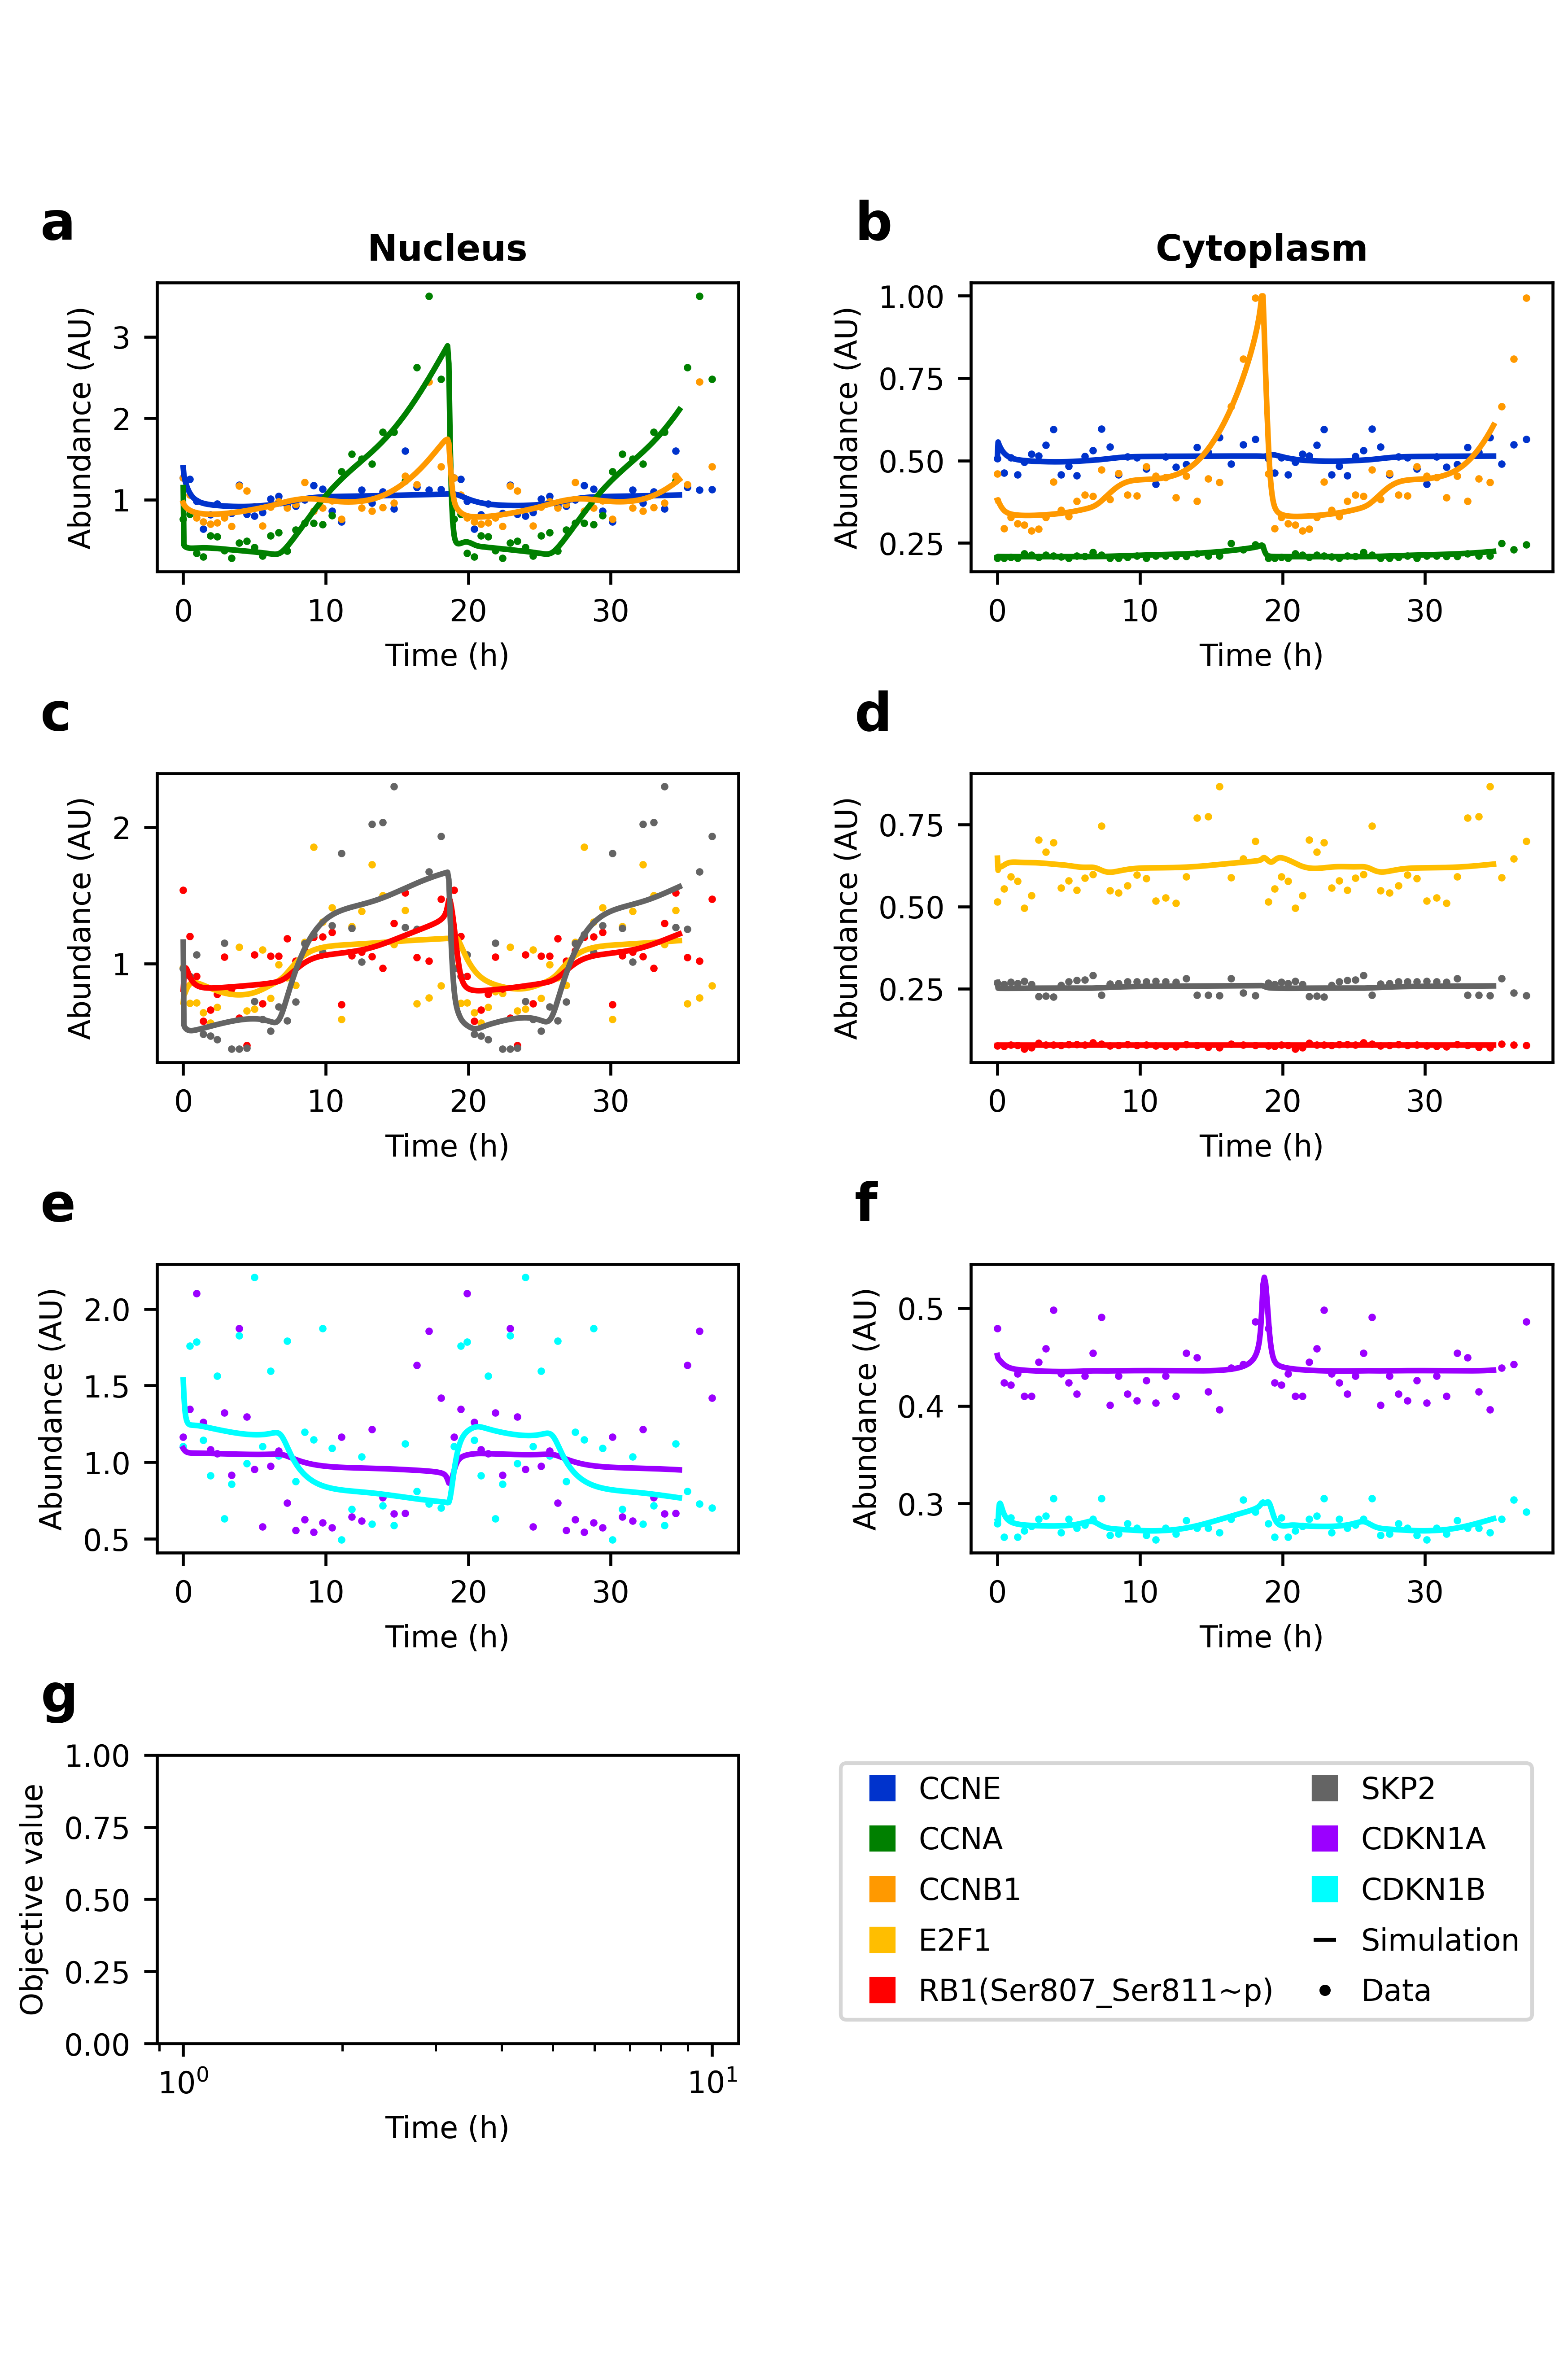 a
b
Nucleus
Cytoplasm
Abundance (AU)
3
2
1
0
10
20
30
Time (h)
Abundance (AU)
1.00
0.75
0.50
0.25
0
10
20
30
Time (h)
c
d
Abundance (AU)
2
1
0
10
20
30
Time (h)
Abundance (AU)
0.75
0.50
0.25
0
10
20
30
Time (h)
e
f
Abundance (AU)
2.0
1.5
1.0
0.5
0
10
20
30
Time (h)
Abundance (AU)
0.5
0.4
0.3
0
10
20
30
Time (h)
g
Objective value
1.00
0.75
0.50
0.25
0.00
10⁰
10¹
Time (h)
CCNE
CCNA
CCNB1
E2F1
RB1(Ser807_Ser811~p)
SKP2
CDKN1A
CDKN1B
Simulation
Data